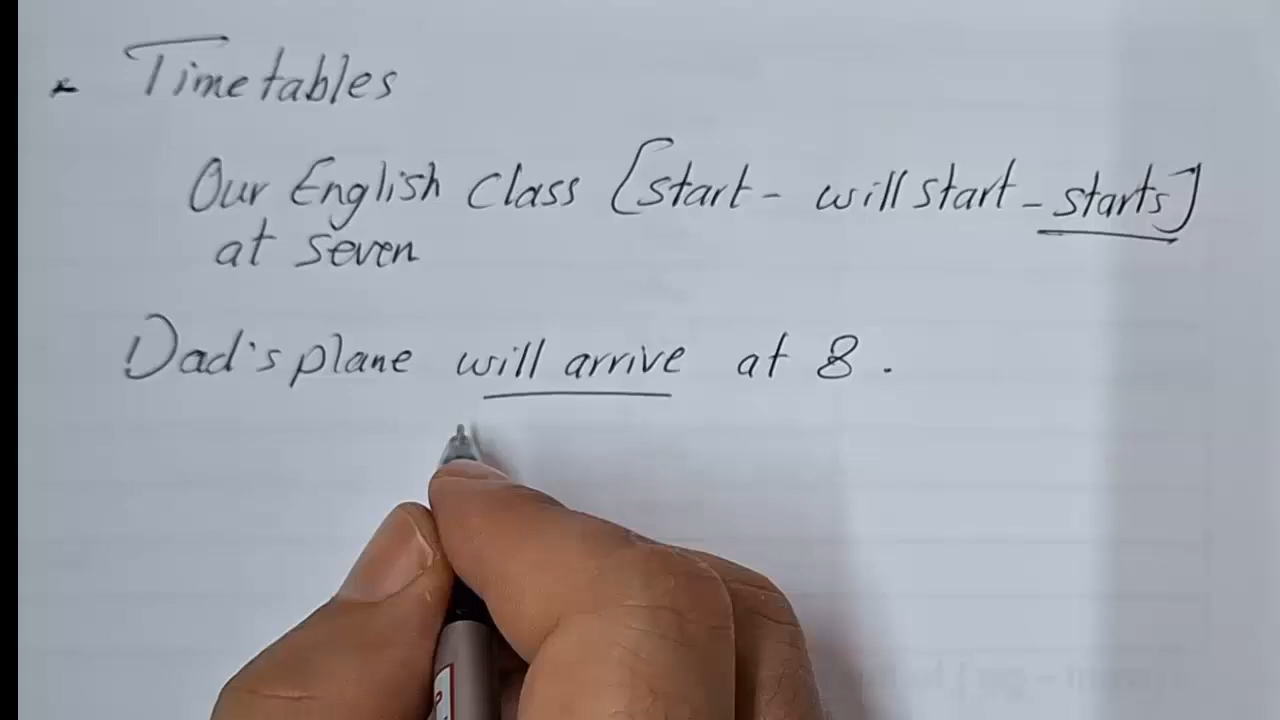 - Timetables
Our English Class [start - will start - starts]
at seven
Dad's plane will arrive at 8.